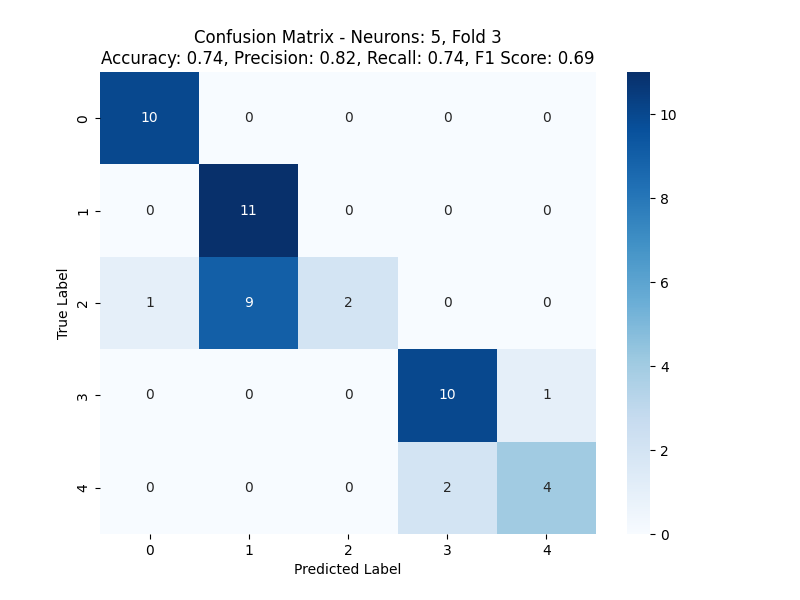 Confusion Matrix - Neurons: 5, Fold 3
Accuracy: 0.74, Precision: 0.82, Recall: 0.74, F1 Score: 0.69
True Label
0 10 0 0 0 0
1 0 11 0 0 0
2 1 9 2 0 0
3 0 0 0 10 1
4 0 0 0 2 4
0 1 2 3 4
Predicted Label
10
8
6
4
2
0